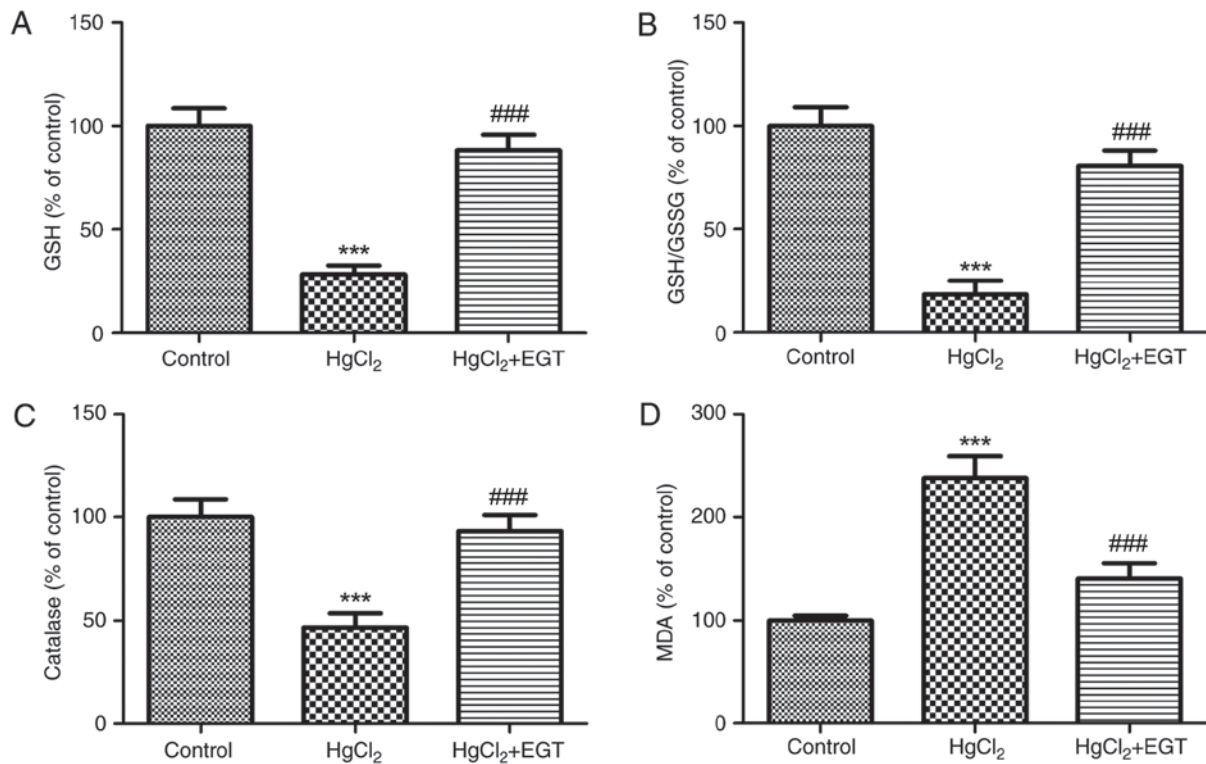 A
GSH (% of control)
150
100
50
0
***
###
Control
HgCl₂
HgCl₂+EGT
B
GSH/GSSG (% of control)
150
100
50
0
***
###
Control
HgCl₂
HgCl₂+EGT
C
Catalase (% of control)
150
100
50
0
***
###
Control
HgCl₂
HgCl₂+EGT
D
MDA (% of control)
300
200
100
0
***
###
Control
HgCl₂
HgCl₂+EGT